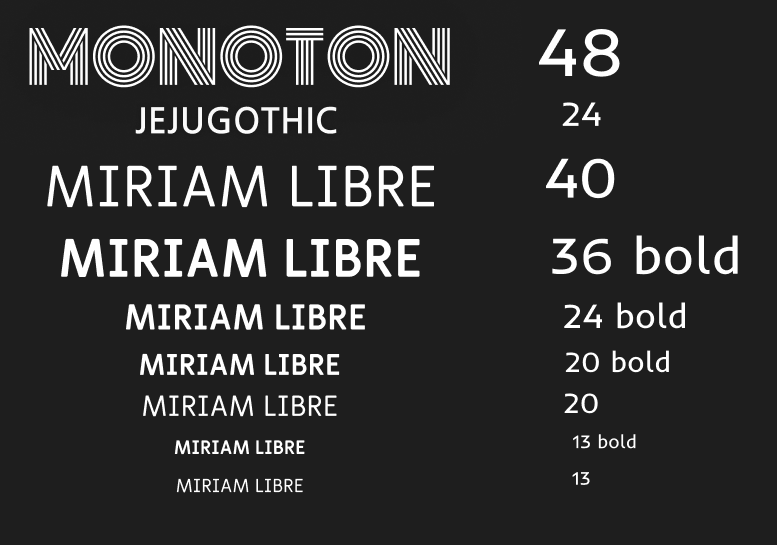 MONOTON 48
JEJUGOTHIC 24
MIRIAM LIBRE 40
MIRIAM LIBRE 36 bold
MIRIAM LIBRE 24 bold
MIRIAM LIBRE 20 bold
MIRIAM LIBRE 20
MIRIAM LIBRE 13 bold
MIRIAM LIBRE 13